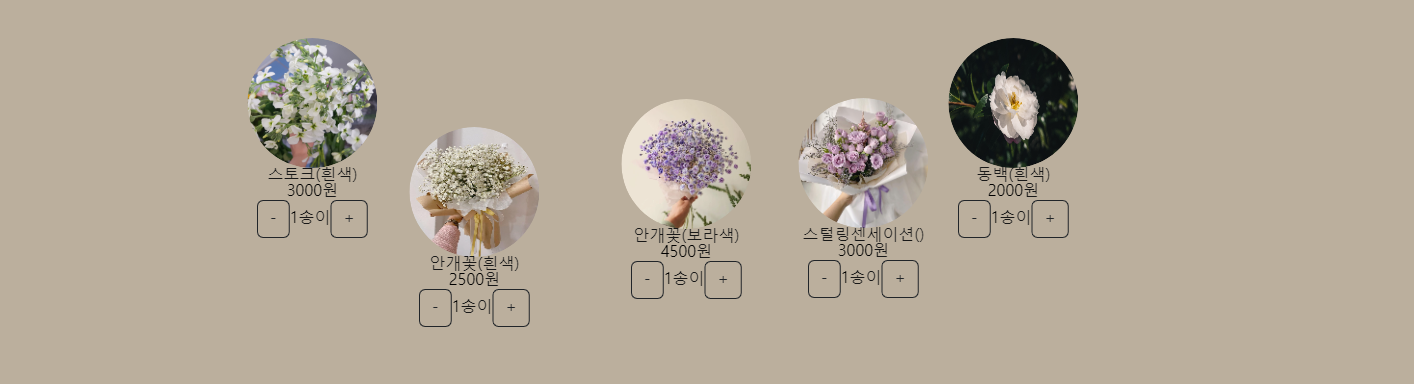 스토크(흰색)
3000원
- 1송이 +
안개꽃(흰색)
2500원
- 1송이 +
안개꽃(보라색)
4500원
- 1송이 +
스털링센세이션()
3000원
- 1송이 +
동백(흰색)
2000원
- 1송이 +